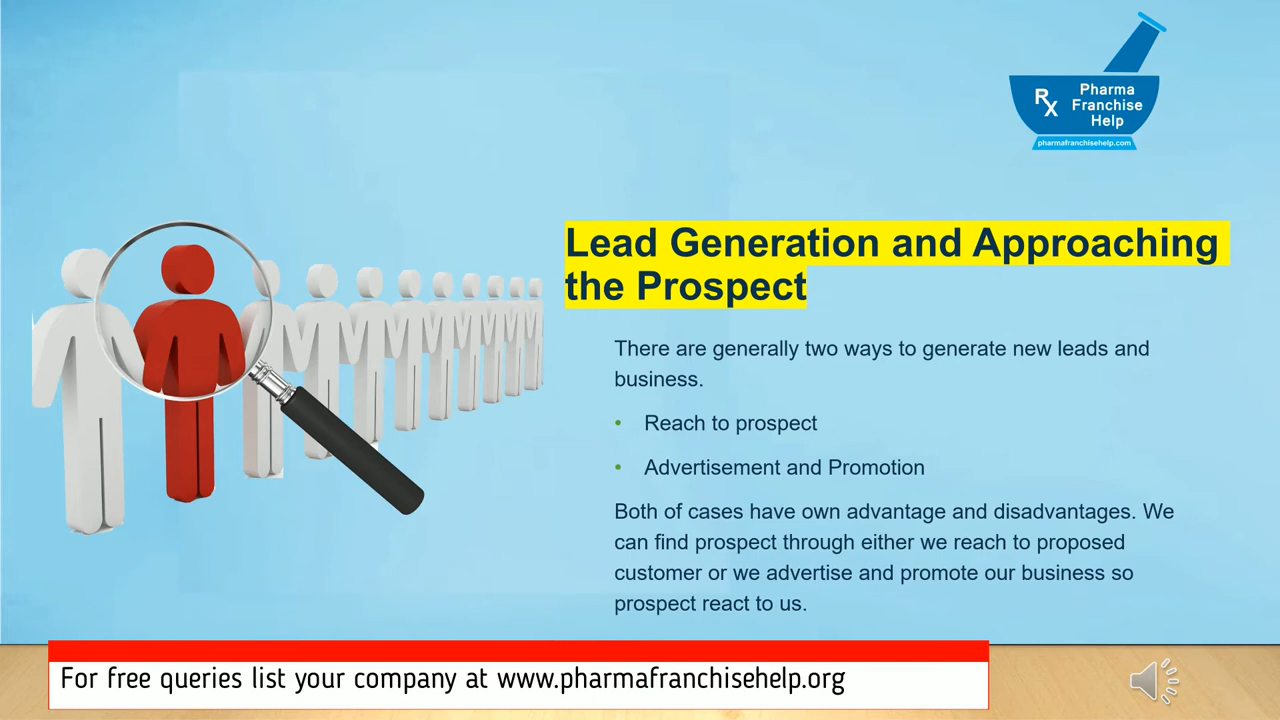 Rx
Pharma
Franchise
Help
pharmafranchisehelp.com
Lead Generation and Approaching
the Prospect
There are generally two ways to generate new leads and
business.
• Reach to prospect
• Advertisement and Promotion
Both of cases have own advantage and disadvantages. We
can find prospect through either we reach to proposed
customer or we advertise and promote our business so
prospect react to us.
For free queries list your company at www.pharmafranchisehelp.org